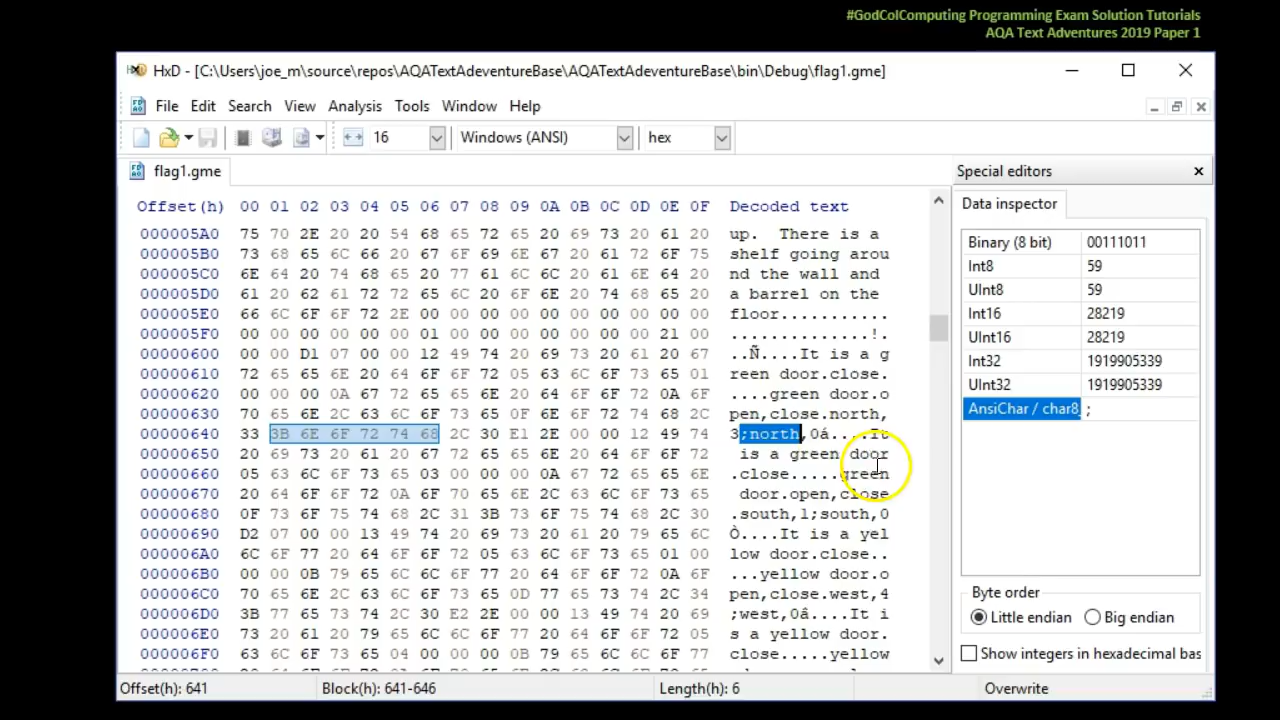 #GodColComputing Programming Exam Solution Tutorials
AQA Text Adventures 2019 Paper 1
HxD - [C:\Users\joe_m\source\repos\AQATextAdeventureBase\AQATextAdeventureBase\bin\Debug\flag1.gme]
File Edit Search View Analysis Tools Window Help
16 Windows (ANSI) hex
flag1.gme
Special editors
Data inspector
Offset(h) 00 01 02 03 04 05 06 07 08 09 0A 0B 0C 0D 0E 0F Decoded text
000005A0 75 70 2E 20 20 54 68 65 72 65 20 69 73 20 61 20 up.  There is a
000005B0 73 68 65 6C 66 20 67 6F 69 6E 67 20 61 72 6F 75 shelf going arou
000005C0 6E 64 20 74 68 65 20 77 61 6C 6C 20 61 6E 64 20 nd the wall and
000005D0 61 20 62 61 72 72 65 6C 20 6F 6E 20 74 68 65 20 a barrel on the
000005E0 66 6C 6F 6F 72 2E 00 00 00 00 00 00 00 00 00 00 floor...........
000005F0 00 00 00 00 00 00 01 00 00 00 00 00 00 00 21 00 ..............!.
00000600 00 00 D1 07 00 00 12 49 74 20 69 73 20 61 20 67 ..Ñ....It is a g
00000610 72 65 65 6E 20 64 6F 6F 72 05 63 6C 6F 73 65 01 reen door.close.
00000620 00 00 00 0A 67 72 65 65 6E 20 64 6F 6F 72 0A 6F ....green door.o
00000630 70 65 6E 2C 63 6C 6F 73 65 0F 6E 6F 72 74 68 2C pen,close.north,
00000640 33 3B 6E 6F 72 74 68 2C 30 E1 2E 00 00 12 49 74 3;north,0á....It
00000650 20 69 73 20 61 20 67 72 65 65 6E 20 64 6F 6F 72 is a green door
00000660 05 63 6C 6F 73 65 03 00 00 00 0A 67 72 65 65 6E .close.....green
00000670 20 64 6F 6F 72 0A 6F 70 65 6E 2C 63 6C 6F 73 65 door.open,close
00000680 0F 73 6F 75 74 68 2C 31 3B 73 6F 75 74 68 2C 30 .south,1;south,0
00000690 D2 07 00 00 13 49 74 20 69 73 20 61 20 79 65 6C Ò....It is a yel
000006A0 6C 6F 77 20 64 6F 6F 72 05 63 6C 6F 73 65 01 00 low door.close..
000006B0 00 00 0B 79 65 6C 6C 6F 77 20 64 6F 6F 72 0A 6F ...yellow door.o
000006C0 70 65 6E 2C 63 6C 6F 73 65 0D 77 65 73 74 2C 34 pen,close.west,4
000006D0 3B 77 65 73 74 2C 30 E2 2E 00 00 13 49 74 20 69 ;west,0â....It i
000006E0 73 20 61 20 79 65 6C 6C 6F 77 20 64 6F 6F 72 05 s a yellow door.
000006F0 63 6C 6F 73 65 04 00 00 00 0B 79 65 6C 6C 6F 77 close.....yellow
Binary (8 bit) 00111011
Int8 59
UInt8 59
Int16 28219
UInt16 28219
Int32 1919905339
UInt32 1919905339
AnsiChar / char8_ ;
Byte order
Little endian Big endian
Show integers in hexadecimal bas
Offset(h): 641 Block(h): 641-646 Length(h): 6 Overwrite